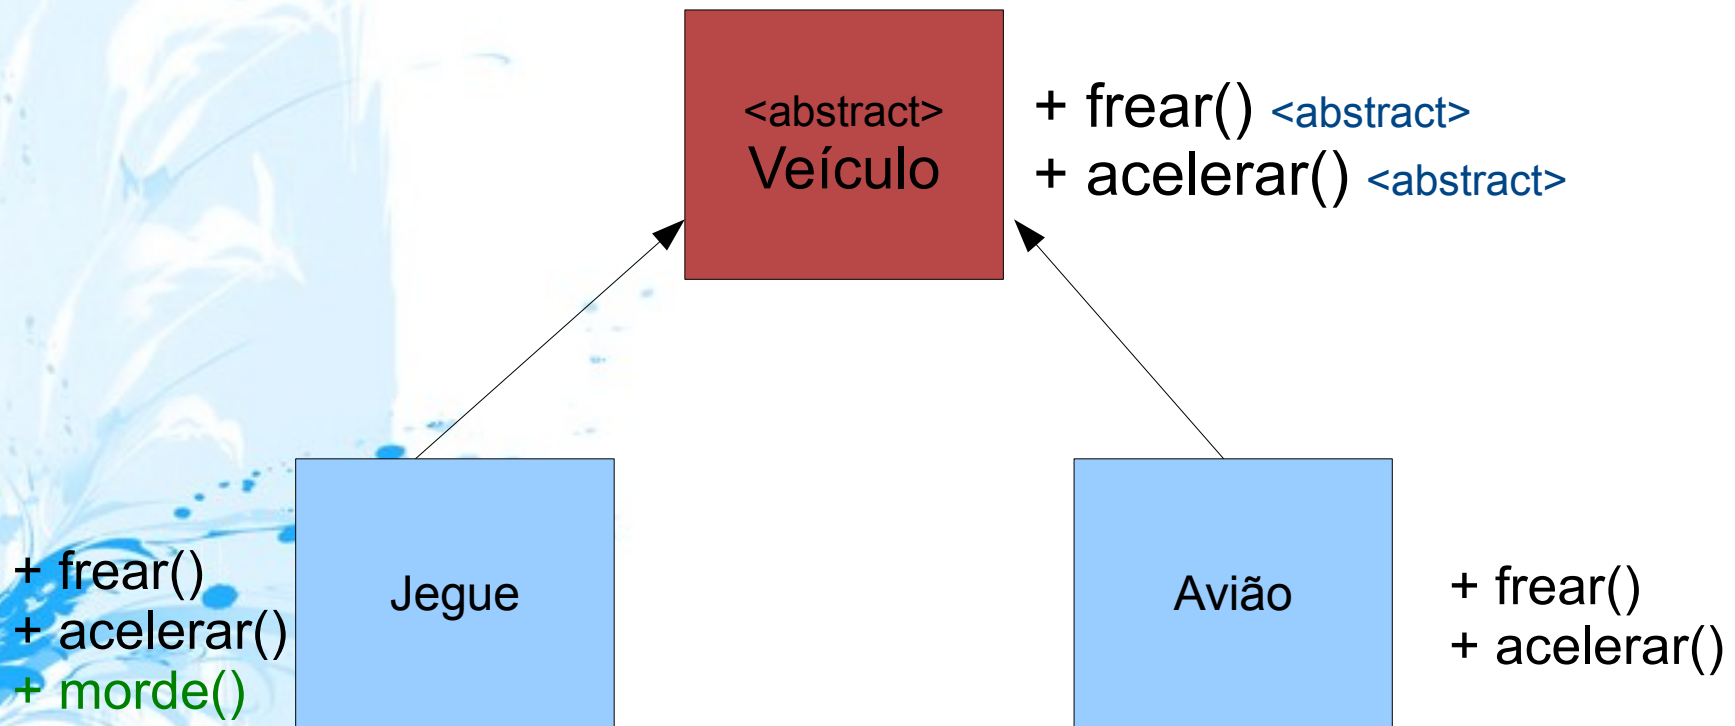 <abstract>
Veículo
+ frear() <abstract>
+ acelerar() <abstract>
+ frear()
+ acelerar()
+ morde()
Jegue
Avião
+ frear()
+ acelerar()